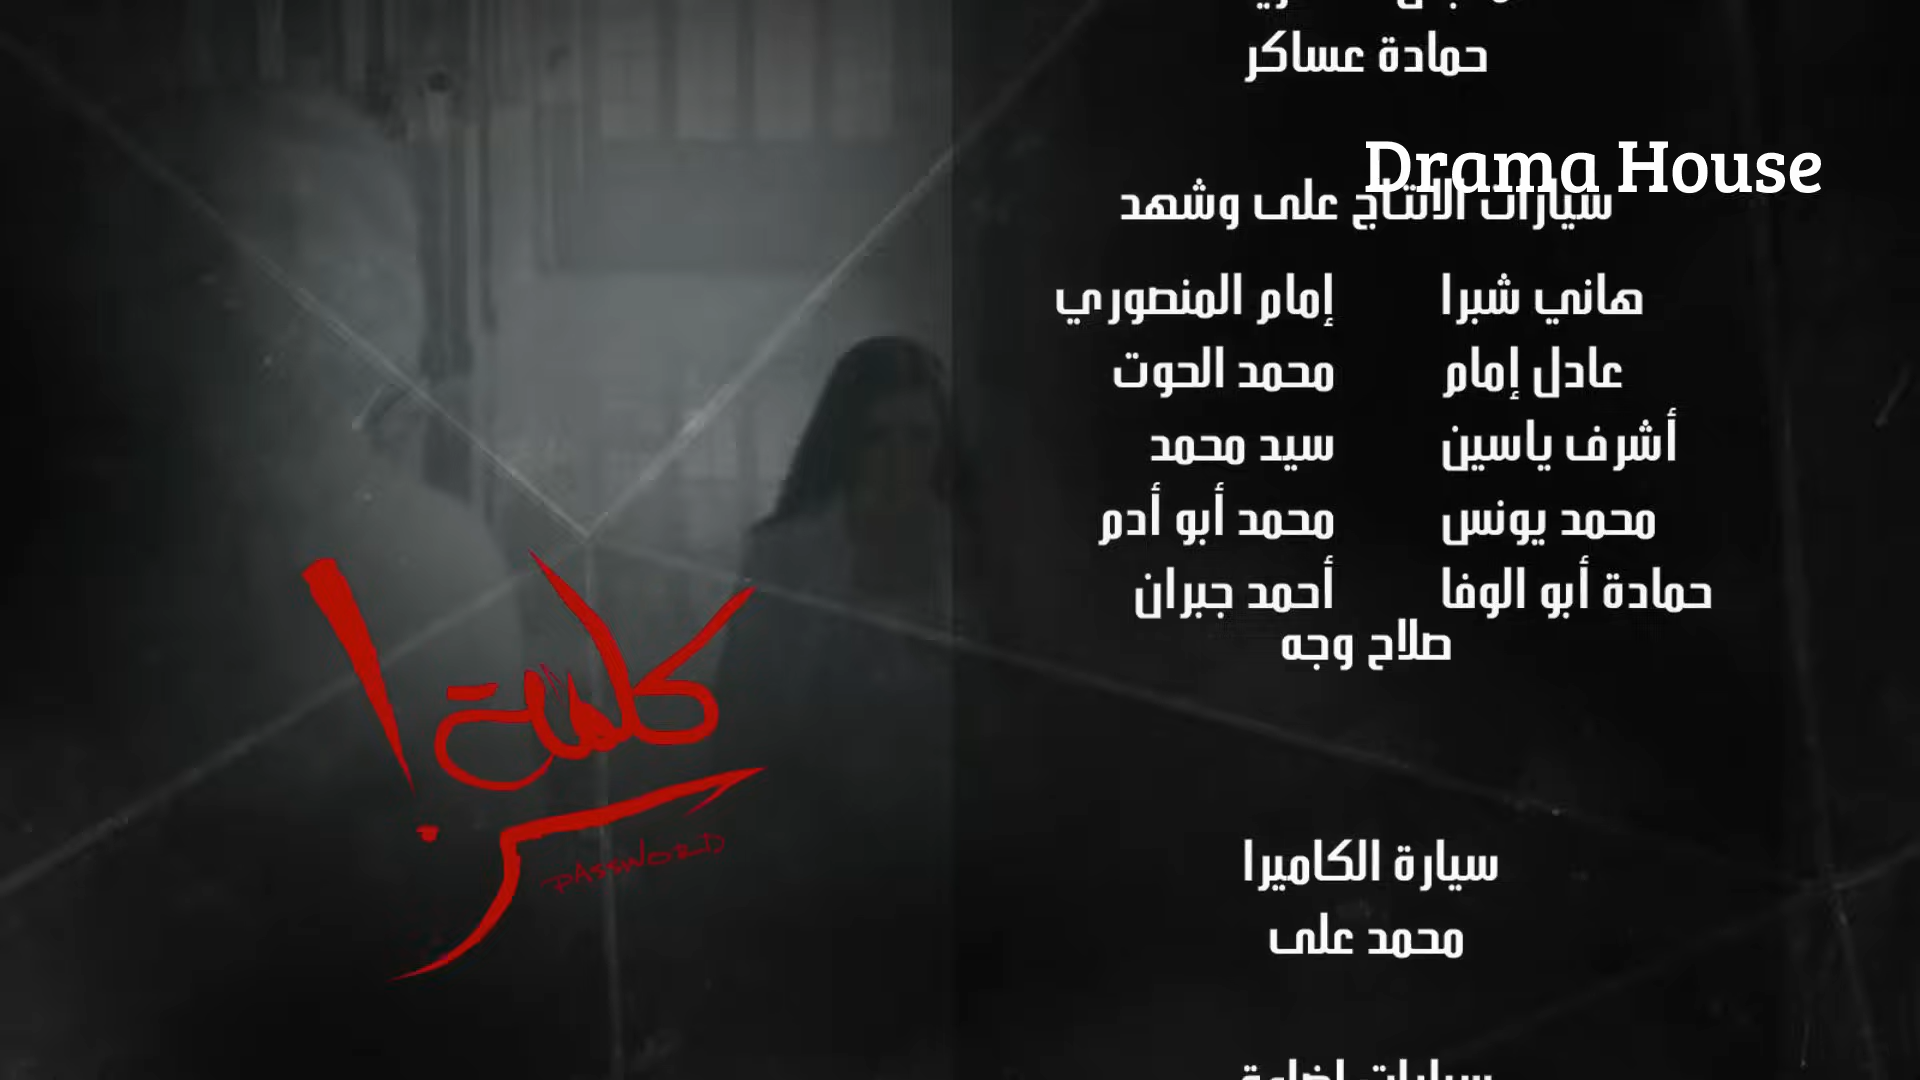 حمادة عساكر
Drama House
سيارات الانتاج على وشهد
هاني شبرا
إمام المنصوري
عادل إمام
محمد الحوت
أشرف ياسين
سيد محمد
محمد يونس
محمد أبو أدم
حمادة أبو الوفا
أحمد جبران
صلاح وجه
كلمة
سر
PASSWORD
سيارة الكاميرا
محمد على